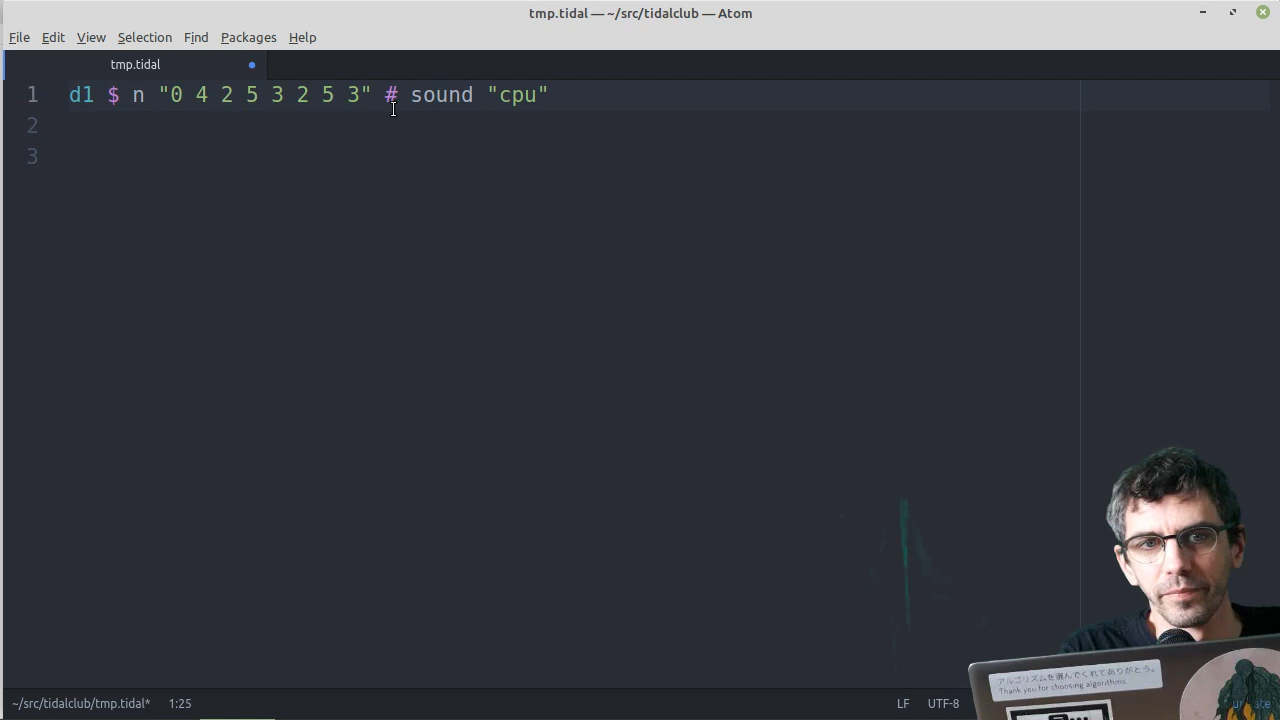 tmp.tidal — ~/src/tidalclub — Atom
File Edit View Selection Find Packages Help
tmp.tidal
1 d1 $ n "0 4 2 5 3 2 5 3" # sound "cpu"
2
3
アルゴリズムを選んでくれてありがとう。
Thank you for choosing algorithms.
~/src/tidalclub/tmp.tidal* 1:25 LF UTF-8